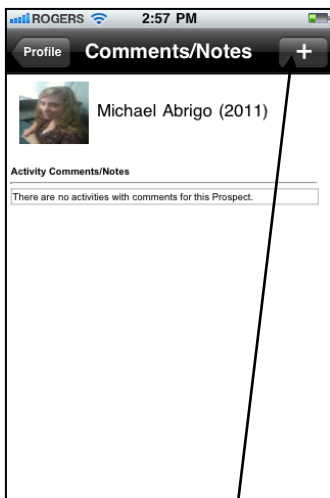 ROGERS 2:57 PM
Profile Comments/Notes +
Michael Abrigo (2011)
Activity Comments/Notes
There are no activities with comments for this Prospect.